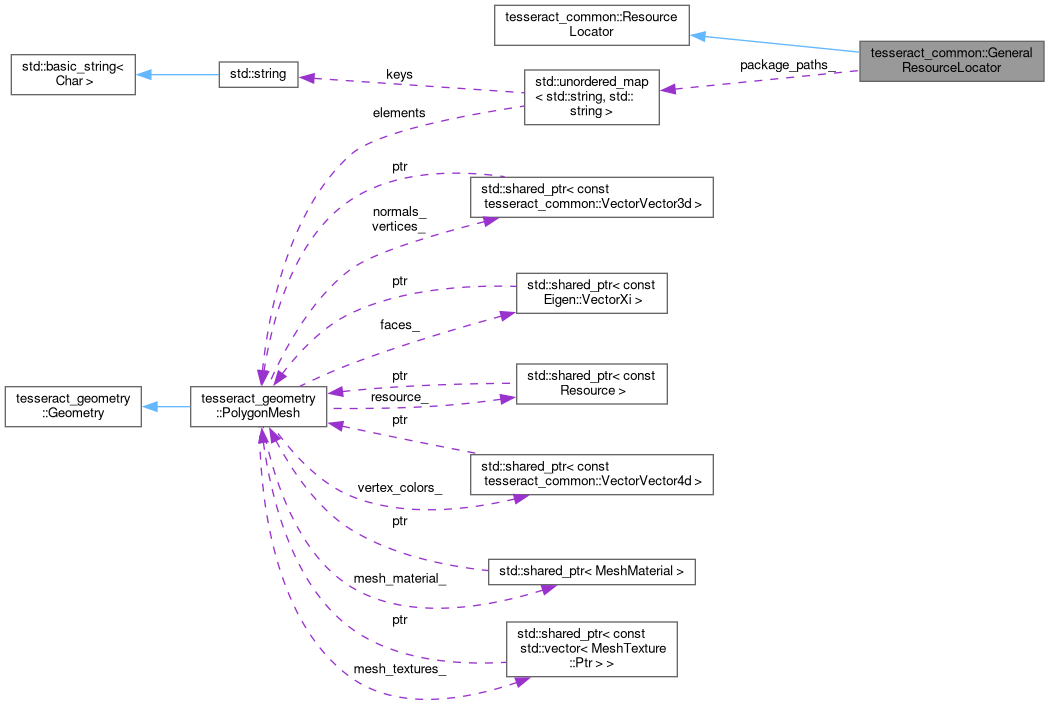 tesseract_common::Resource
Locator
tesseract_common::General
ResourceLocator
std::basic_string<
Char >
std::string
keys
package_paths_
std::unordered_map
< std::string, std::
string >
elements
ptr
std::shared_ptr< const
tesseract_common::VectorVector3d >
normals_
vertices_
ptr
std::shared_ptr< const
Eigen::VectorXi >
faces_
ptr
std::shared_ptr< const
Resource >
tesseract_geometry
::Geometry
tesseract_geometry
::PolygonMesh
resource_
ptr
std::shared_ptr< const
tesseract_common::VectorVector4d >
vertex_colors_
ptr
std::shared_ptr< MeshMaterial >
mesh_material_
ptr
std::shared_ptr< const
std::vector< MeshTexture
::Ptr > >
mesh_textures_